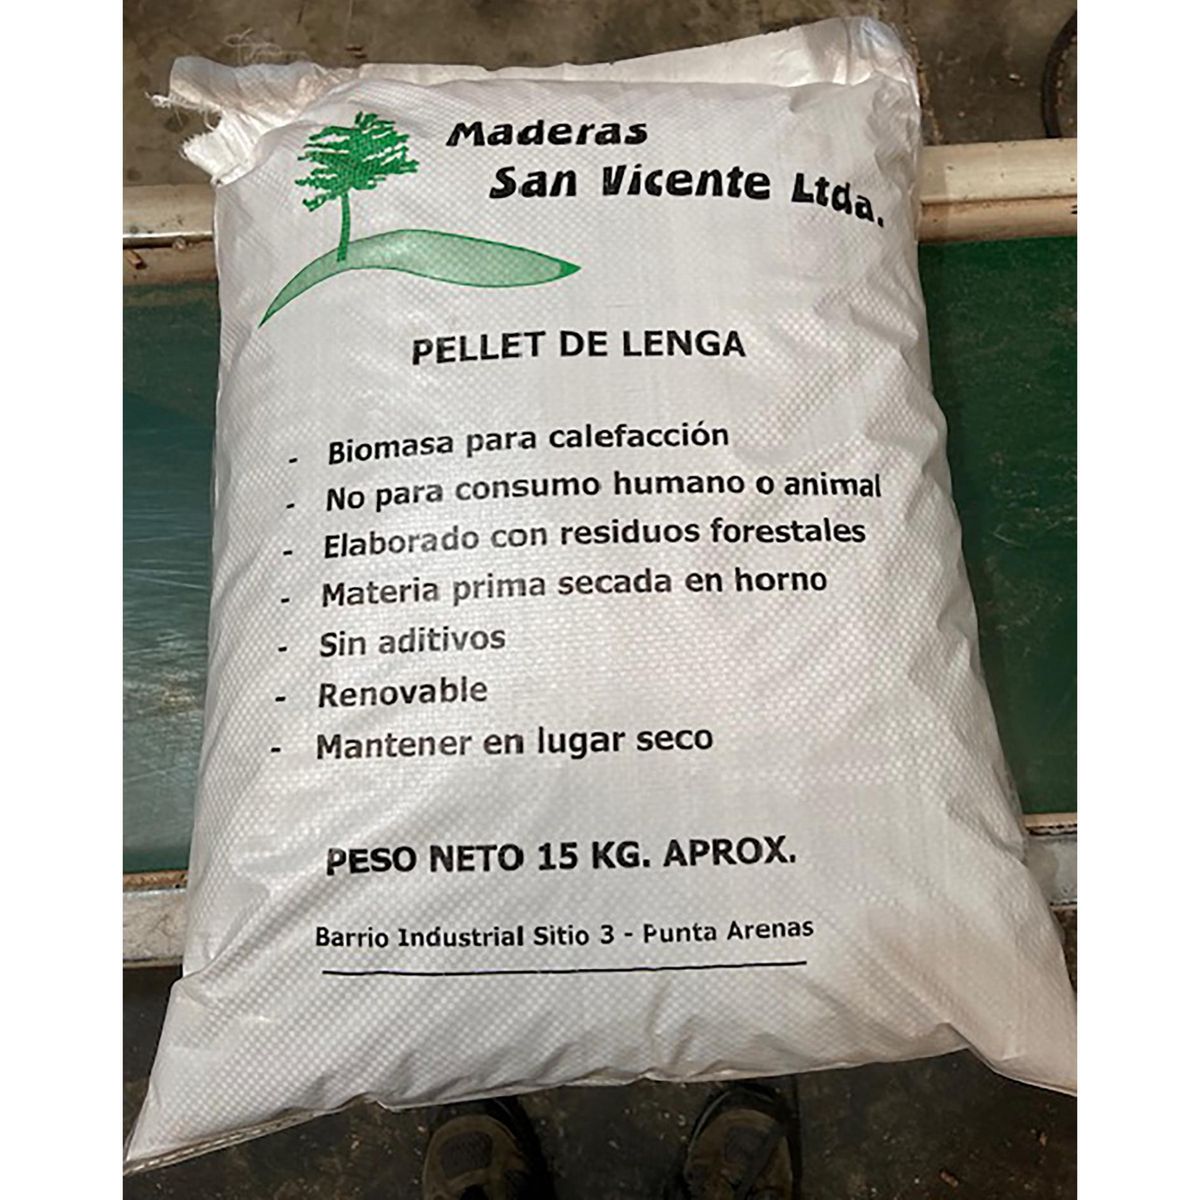 Maderas
San Vicente Ltda.
PELLET DE LENGA
- Biomasa para calefacción
- No para consumo humano o animal
- Elaborado con residuos forestales
- Materia prima secada en horno
- Sin aditivos
- Renovable
- Mantener en lugar seco
PESO NETO 15 KG. APROX.
Barrio Industrial Sitio 3 - Punta Arenas